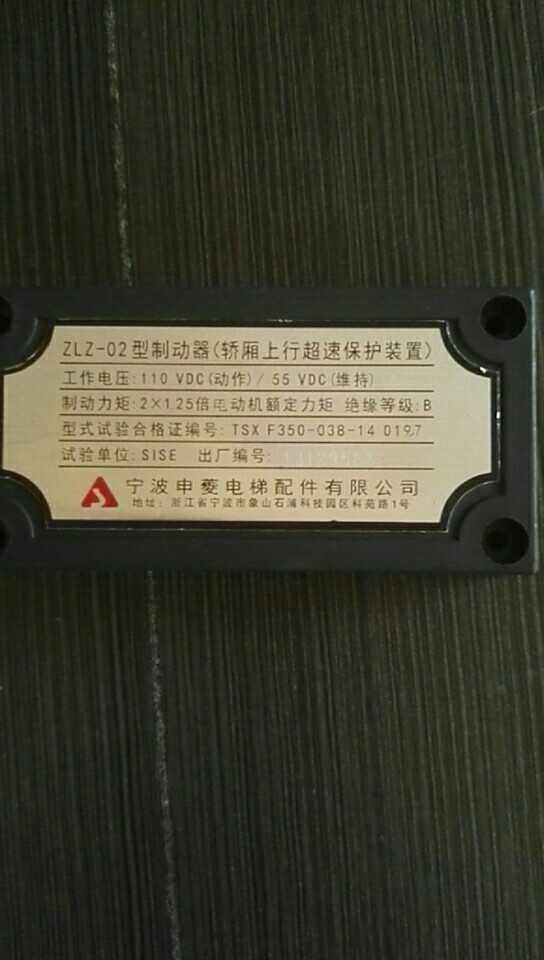 ZLZ-02型制动器(轿厢上行超速保护装置)
工作电压:110 VDC(动作)/ 55 VDC(维持)
制动力矩:2×1.25倍电动机额定力矩 绝缘等级:B
型式试验合格证编号: TSX F350-038-14 0197
试验单位: SISE 出厂编号:
宁波申菱电梯配件有限公司
地址: 浙江省宁波市象山石浦科技园区科苑路1号